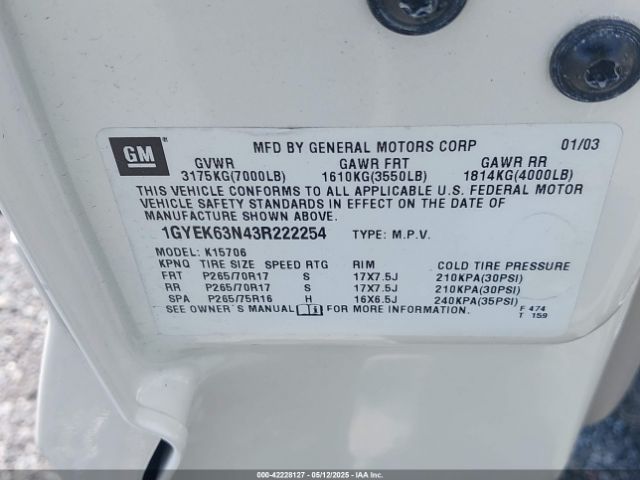 GM ®
MFD BY GENERAL MOTORS CORP 01/03
GVWR GAWR FRT GAWR RR
3175KG(7000LB) 1610KG(3550LB) 1814KG(4000LB)
THIS VEHICLE CONFORMS TO ALL APPLICABLE U.S. FEDERAL MOTOR
VEHICLE SAFETY STANDARDS IN EFFECT ON THE DATE OF
MANUFACTURE SHOWN ABOVE.
1GYEK63N43R222254 TYPE: M.P.V.
MODEL: K15706
KPNQ TIRE SIZE SPEED RTG RIM COLD TIRE PRESSURE
FRT P265/70R17 S 17X7.5J 210KPA(30PSI)
RR P265/70R17 S 17X7.5J 210KPA(30PSI)
SPA P265/75R16 H 16X6.5J 240KPA(35PSI)
SEE OWNER'S MANUAL FOR MORE INFORMATION. F 474
T 159
000-42228127 - 05/12/2025 - IAA Inc.